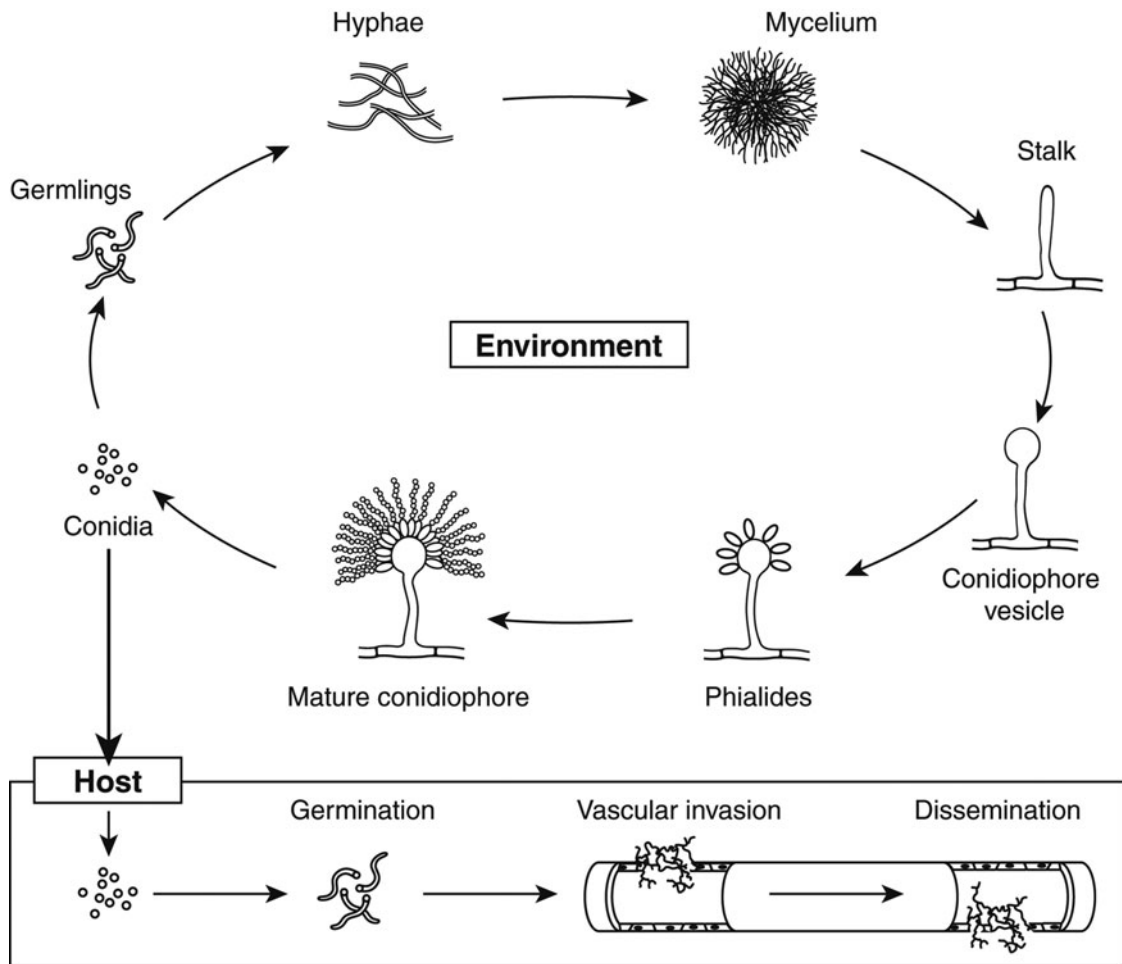 Hyphae
Mycelium
Stalk
Germlings
Environment
Conidia
Conidiophore
vesicle
Mature conidiophore
Phialides
Host
Germination
Vascular invasion
Dissemination